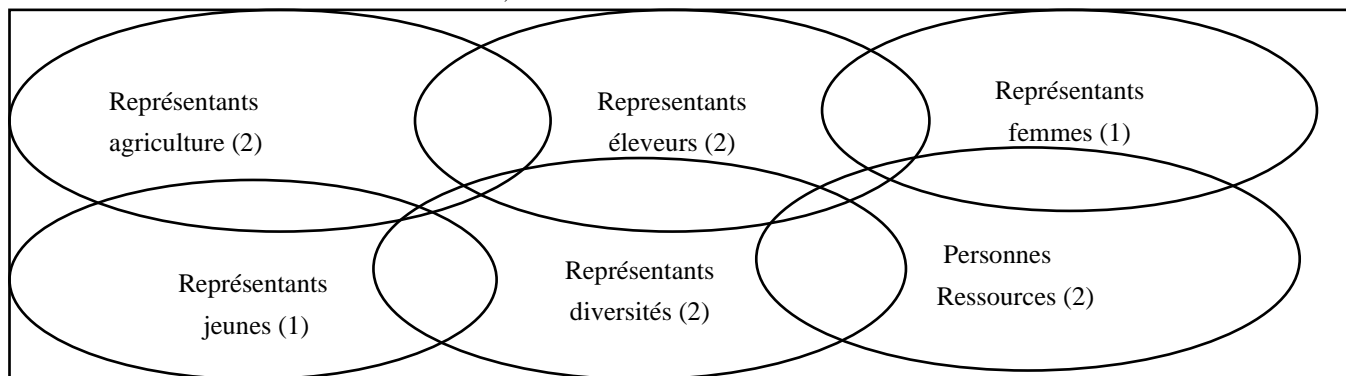 Représentants
agriculture (2)
Representants
éleveurs (2)
Représentants
femmes (1)
Représentants
jeunes (1)
Représentants
diversités (2)
Personnes
Ressources (2)